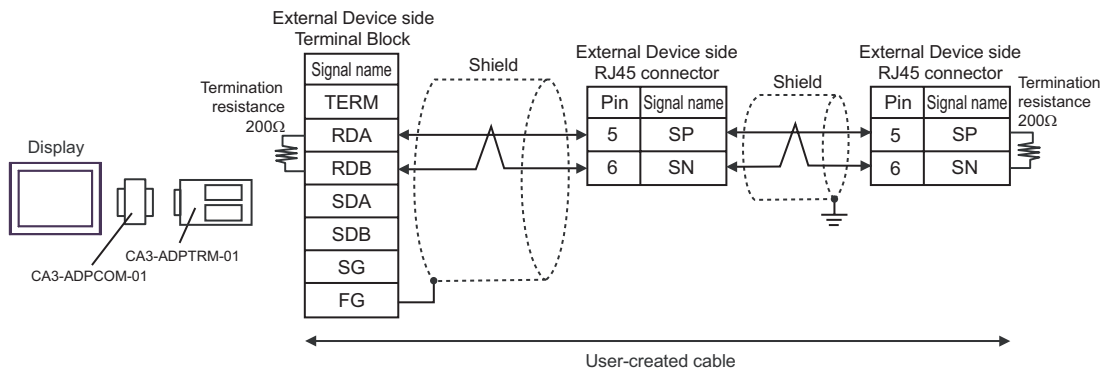 External Device side
Terminal Block
Signal name
TERM
RDA
RDB
SDA
SDB
SG
FG
Termination
resistance
200Ω
Display
CA3-ADPCOM-01
CA3-ADPTRM-01
Shield
External Device side
RJ45 connector
Pin Signal name
5 SP
6 SN
Shield
External Device side
RJ45 connector
Pin Signal name
5 SP
6 SN
Termination
resistance
200Ω
User-created cable